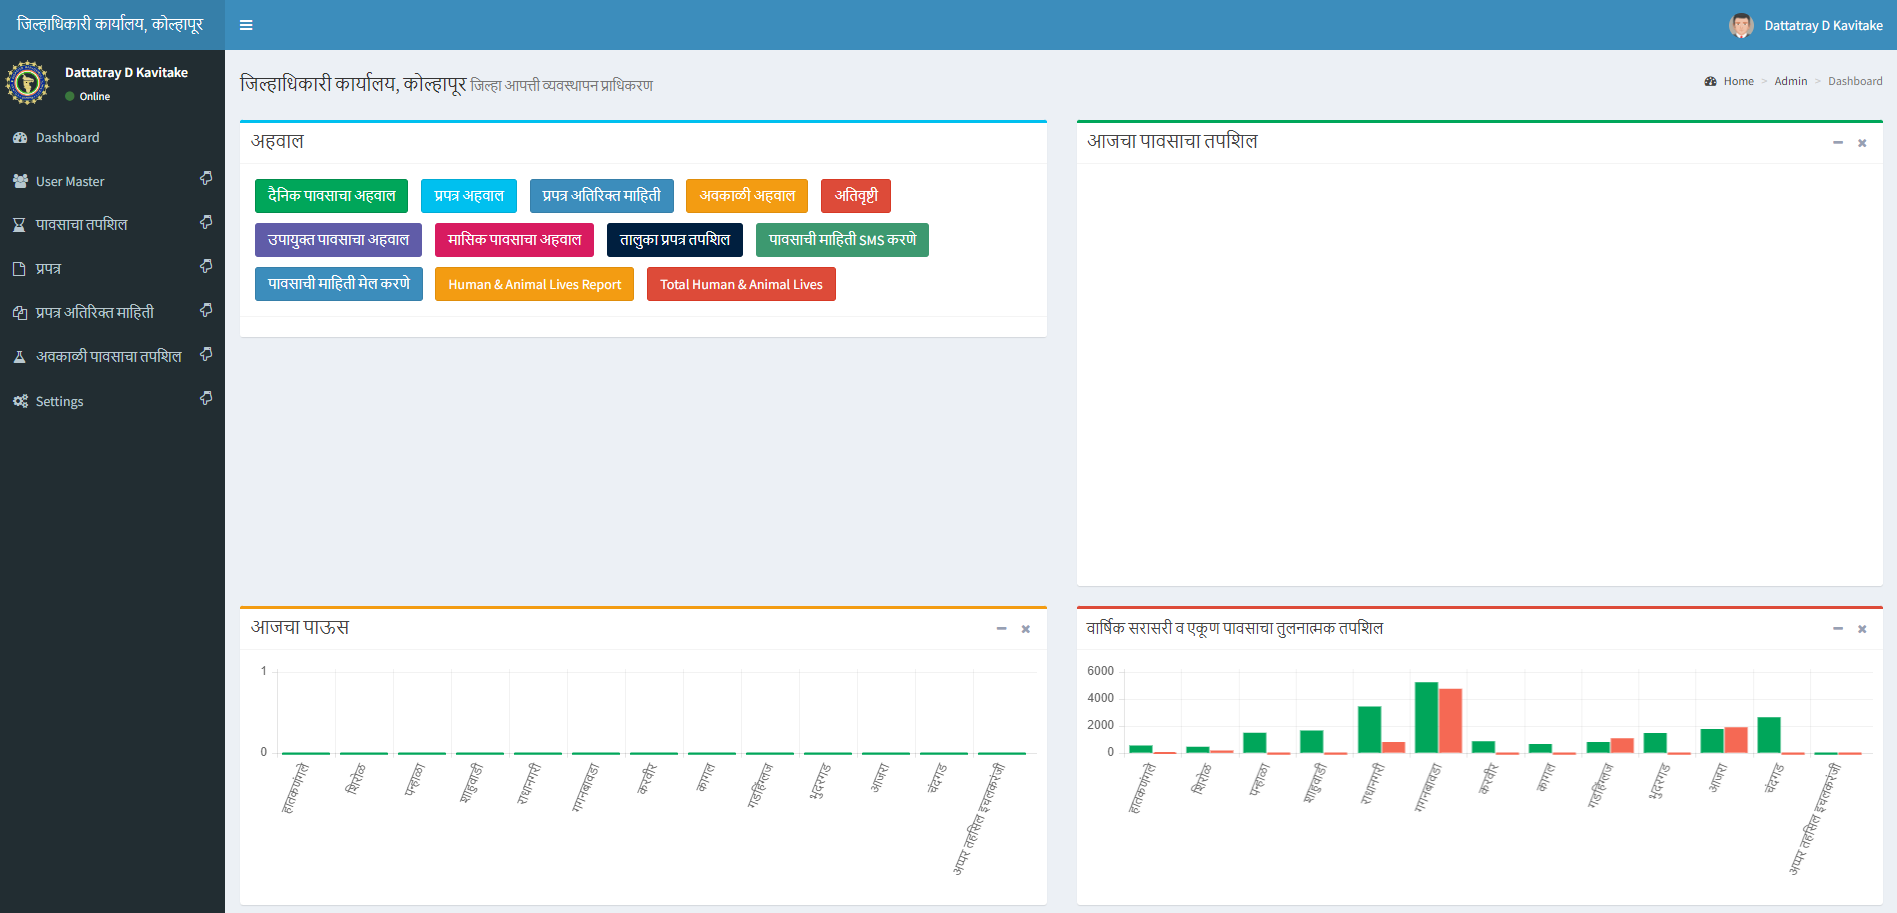 जिल्हाधिकारी कार्यालय, कोल्हापूर
Dattatray D Kavitake
Dattatray D Kavitake
Online
Dashboard
User Master
पावसाचा तपशिल
प्रपत्र
प्रपत्र अतिरिक्त माहिती
अवकाळी पावसाचा तपशिल
Settings
जिल्हाधिकारी कार्यालय, कोल्हापूर जिल्हा आपत्ती व्यवस्थापन प्राधिकरण
Home > Admin > Dashboard
अहवाल
दैनिक पावसाचा अहवाल प्रपत्र अहवाल प्रपत्र अतिरिक्त माहिती अवकाळी अहवाल अतिवृष्टी
उपायुक्त पावसाचा अहवाल मासिक पावसाचा अहवाल तालुका प्रपत्र तपशिल पावसाची माहिती SMS करणे
पावसाची माहिती मेल करणे Human & Animal Lives Report Total Human & Animal Lives
आजचा पावसाचा तपशिल
आजचा पाऊस
1
0
हातकणंगले शिरोळ पन्हाळा शाहुवाडी राधानगरी गगनबावडा करवीर कागल गडहिंग्लज भुदरगड आजरा चंदगड अप्पर तहसिल इचलकरंजी
वार्षिक सरासरी व एकूण पावसाचा तुलनात्मक तपशिल
6000
4000
2000
0
हातकणंगले शिरोळ पन्हाळा शाहुवाडी राधानगरी गगनबावडा करवीर कागल गडहिंग्लज भुदरगड आजरा चंदगड अप्पर तहसिल इचलकरंजी